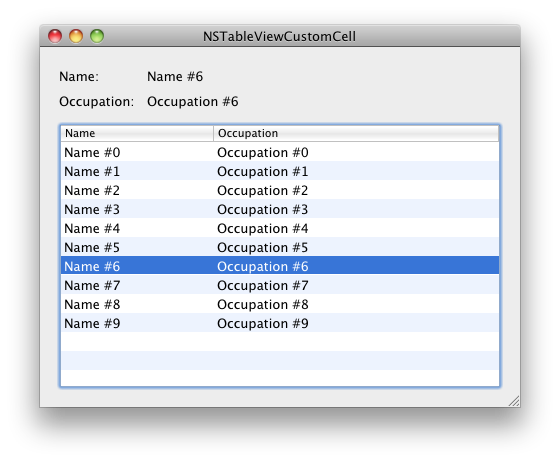 NSTableViewCustomCell
Name: Name #6
Occupation: Occupation #6
Name Occupation
Name #0 Occupation #0
Name #1 Occupation #1
Name #2 Occupation #2
Name #3 Occupation #3
Name #4 Occupation #4
Name #5 Occupation #5
Name #6 Occupation #6
Name #7 Occupation #7
Name #8 Occupation #8
Name #9 Occupation #9